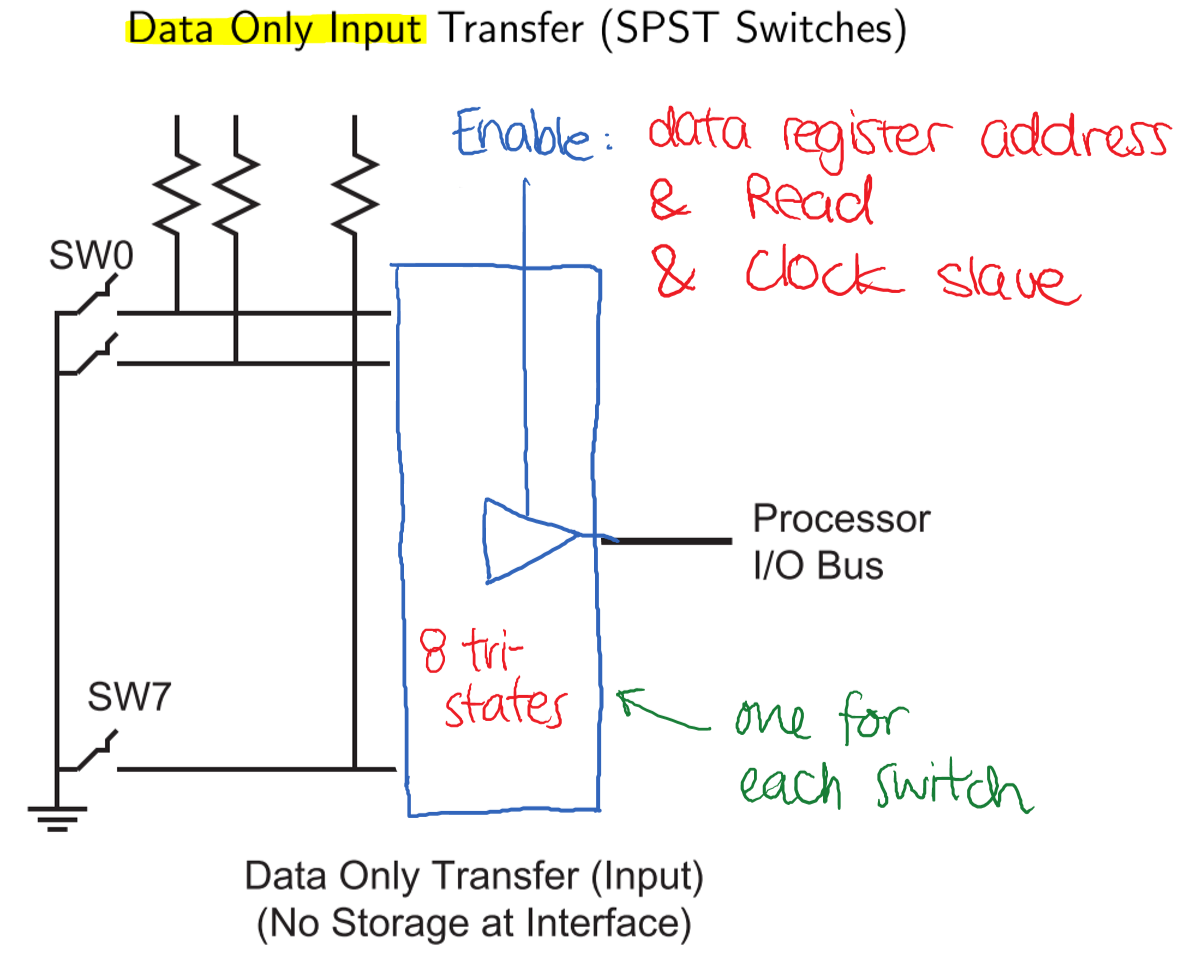 Data Only Input Transfer (SPST Switches)
Enable: data register address
& Read
& Clock slave
SW0
Processor
I/O Bus
8 tri-
states
SW7
one for
each switch
Data Only Transfer (Input)
(No Storage at Interface)